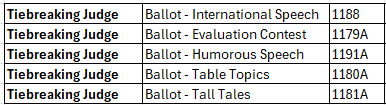 Tiebreaking Judge Ballot - International Speech 1188
Tiebreaking Judge Ballot - Evaluation Contest 1179A
Tiebreaking Judge Ballot - Humorous Speech 1191A
Tiebreaking Judge Ballot - Table Topics 1180A
Tiebreaking Judge Ballot - Tall Tales 1181A